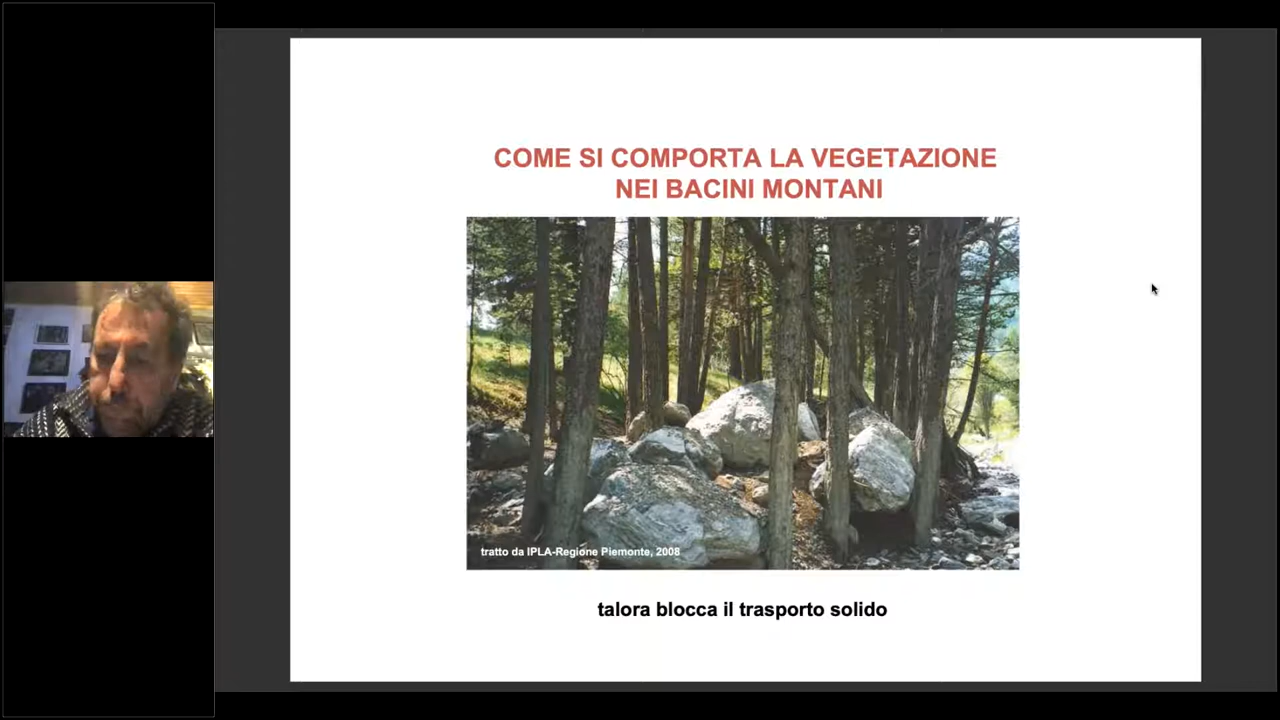 COME SI COMPORTA LA VEGETAZIONE
NEI BACINI MONTANI
tratto da IPLA-Regione Piemonte, 2008
talora blocca il trasporto solido